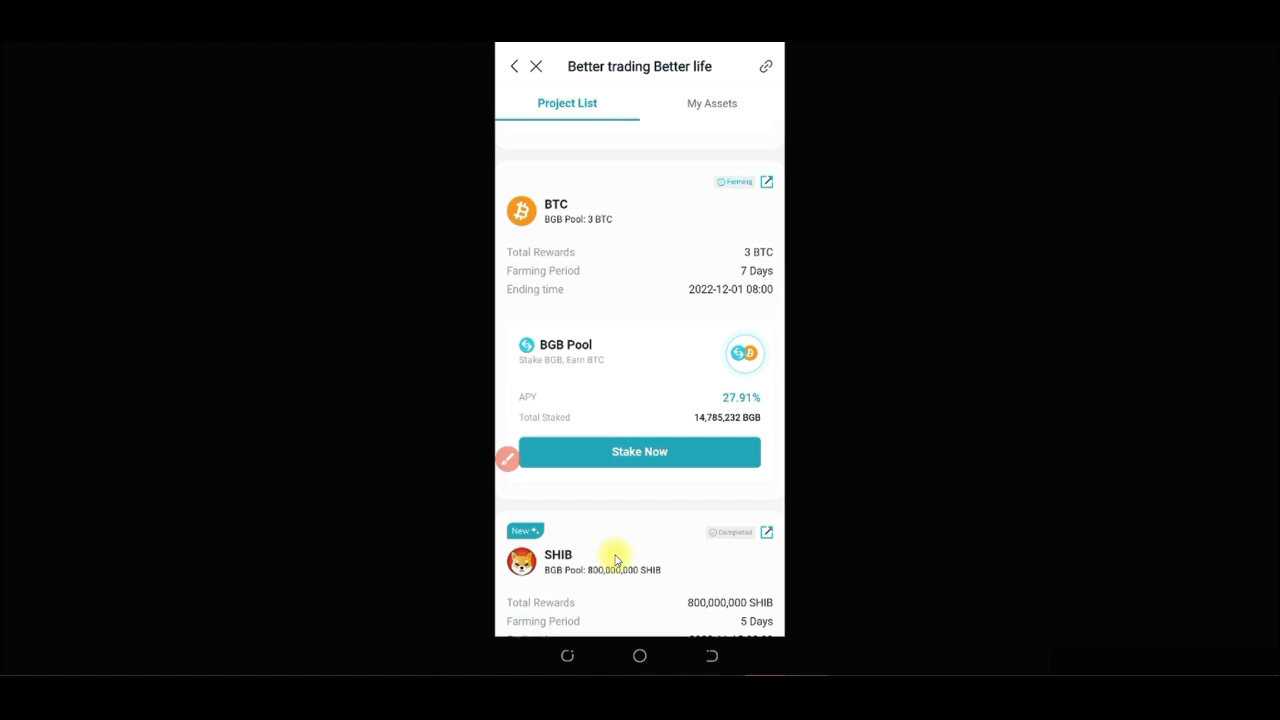 Better trading Better life
Project List My Assets
Farming
BTC
BGB Pool: 3 BTC
Total Rewards 3 BTC
Farming Period 7 Days
Ending time 2022-12-01 08:00
BGB Pool
Stake BGB, Earn BTC
APY 27.91%
Total Staked 14,785,232 BGB
Stake Now
New Completed
SHIB
BGB Pool: 800,000,000 SHIB
Total Rewards 800,000,000 SHIB
Farming Period 5 Days